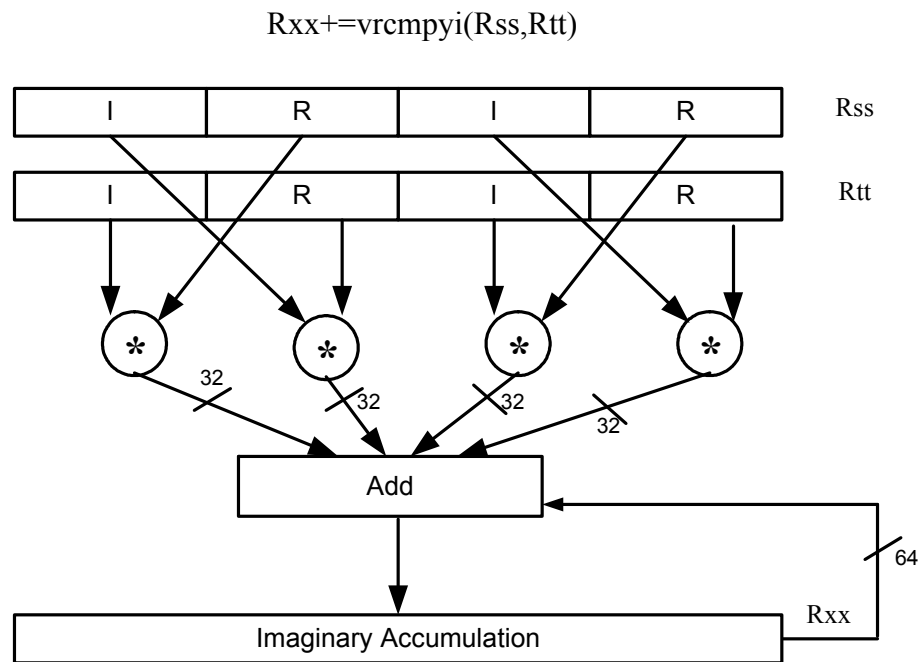 Rxx+=vrcmpyi(Rss,Rtt)
I R I R Rss
I R I R Rtt
* * * *
32 32 32 32
Add
64
Imaginary Accumulation Rxx